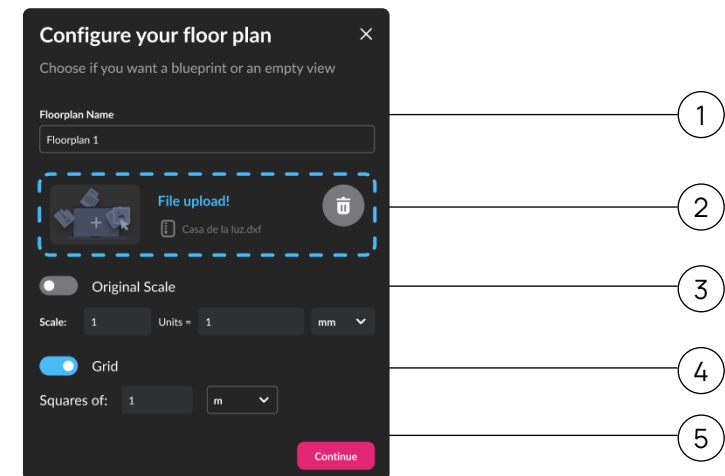 Configure your floor plan
Choose if you want a blueprint or an empty view
Floorplan Name
1
Floorplan 1
File upload!
2
Casa de la luz.dxf
Original Scale
3
Scale: 1 Units = 1 mm
Grid
4
Squares of: 1 m
5
Continue